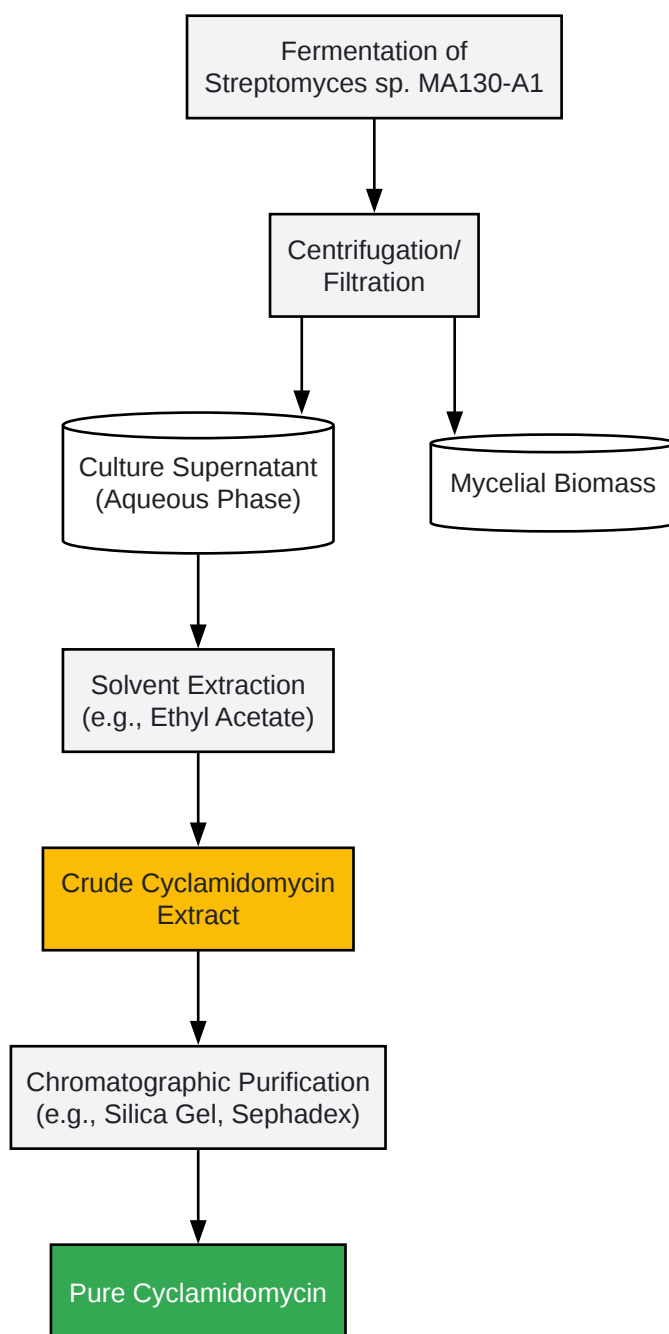 Fermentation of
Streptomyces sp. MA130-A1
Centrifugation/
Filtration
Culture Supernatant
(Aqueous Phase)
Mycelial Biomass
Solvent Extraction
(e.g., Ethyl Acetate)
Crude Cyclamidomycin
Extract
Chromatographic Purification
(e.g., Silica Gel, Sephadex)
Pure Cyclamidomycin